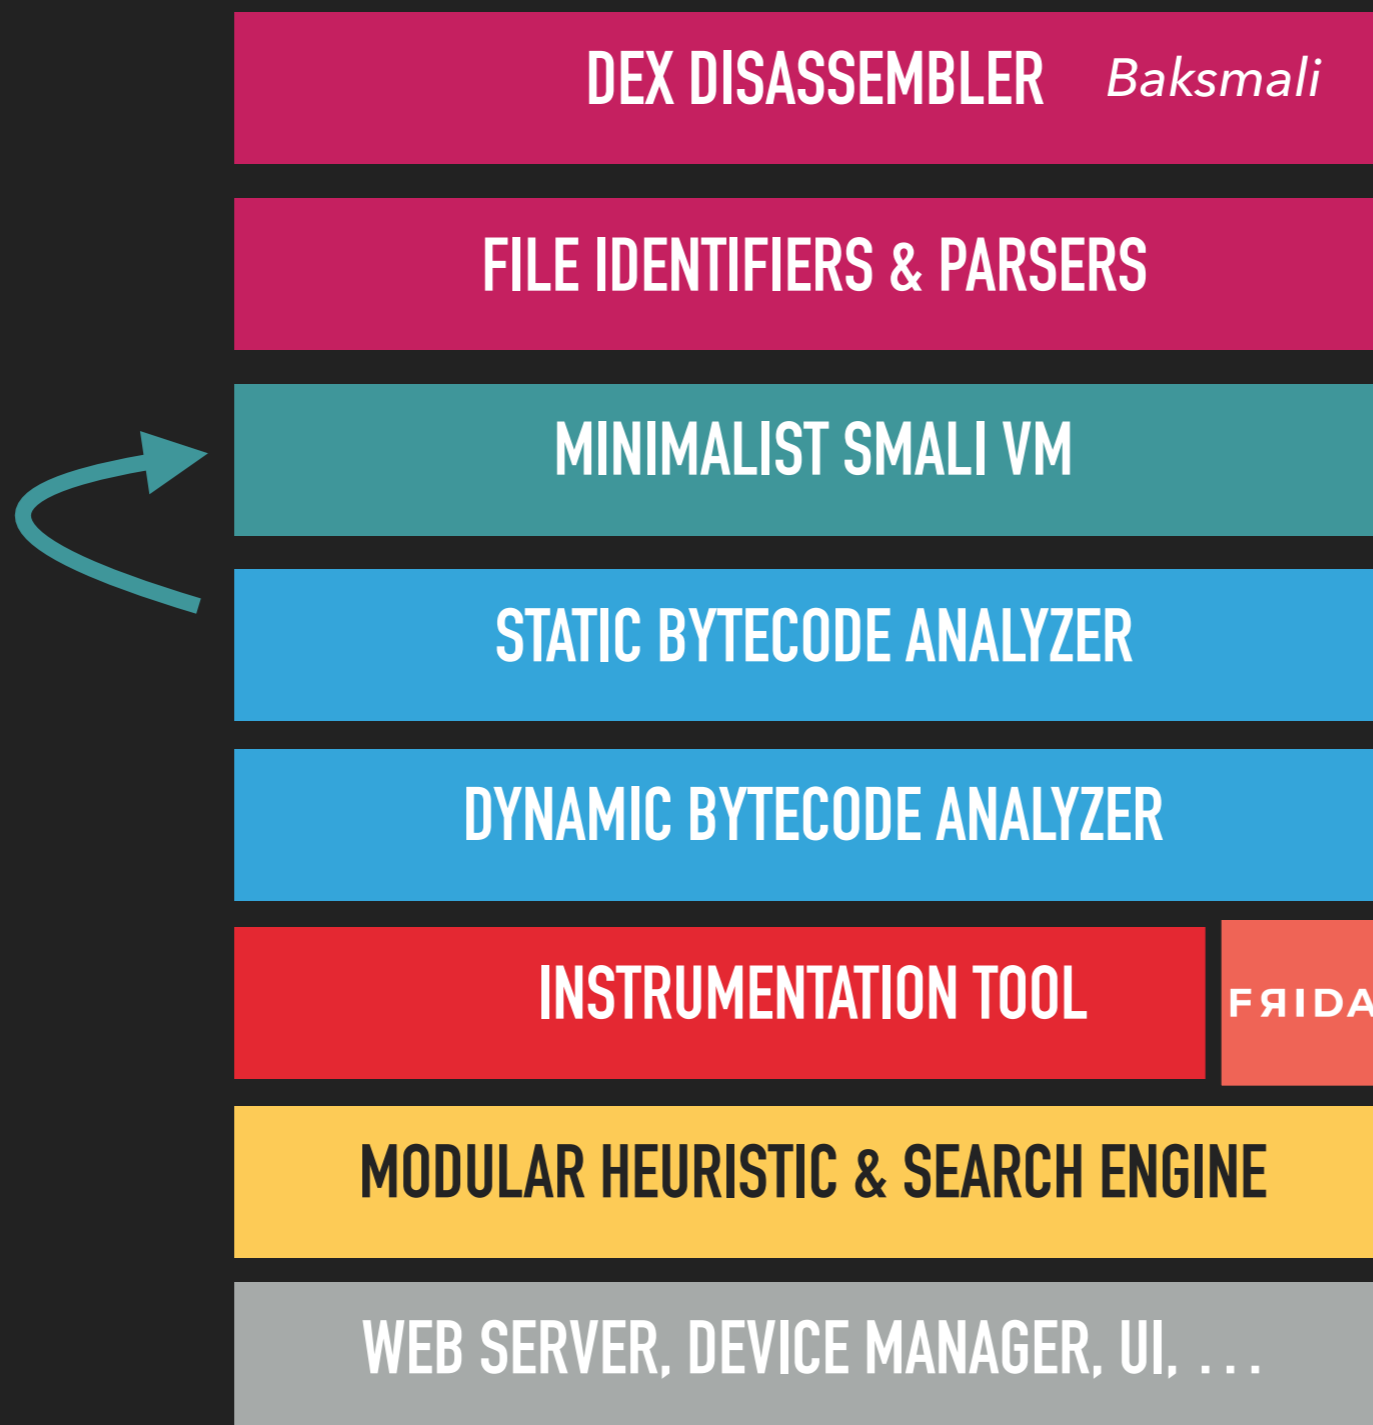 DEX DISASSEMBLER Baksmali
FILE IDENTIFIERS & PARSERS
MINIMALIST SMALI VM
STATIC BYTECODE ANALYZER
DYNAMIC BYTECODE ANALYZER
INSTRUMENTATION TOOL FЯIDA
MODULAR HEURISTIC & SEARCH ENGINE
WEB SERVER, DEVICE MANAGER, UI, ...